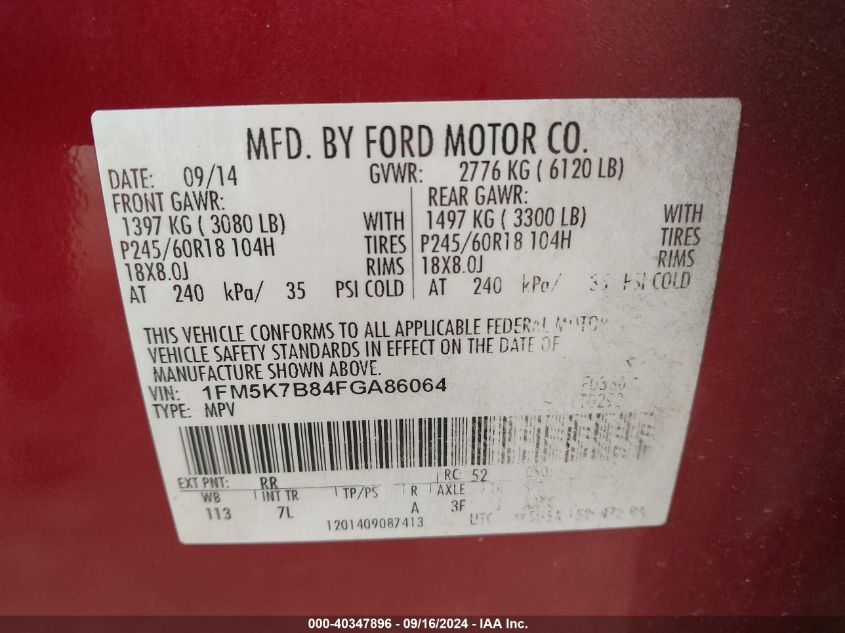 MFD. BY FORD MOTOR CO.
DATE: 09/14 GVWR: 2776 KG ( 6120 LB)
FRONT GAWR: REAR GAWR:
1397 KG ( 3080 LB) WITH 1497 KG ( 3300 LB) WITH
P245/60R18 104H TIRES P245/60R18 104H TIRES
18X8.0J RIMS 18X8.0J RIMS
AT 240 kPa/ 35 PSI COLD AT 240 kPa/ 35 PSI COLD
THIS VEHICLE CONFORMS TO ALL APPLICABLE FEDERAL MOTOR
VEHICLE SAFETY STANDARDS IN EFFECT ON THE DATE OF
MANUFACTURE SHOWN ABOVE.
VIN: 1FM5K7B84FGA86064
TYPE: MPV
EXT PNT: RR RC: 52
WB INT TR TP/PS R AXLE
113 7L A 3F
1201409087413 UTC
000-40347896 - 09/16/2024 - IAA Inc.